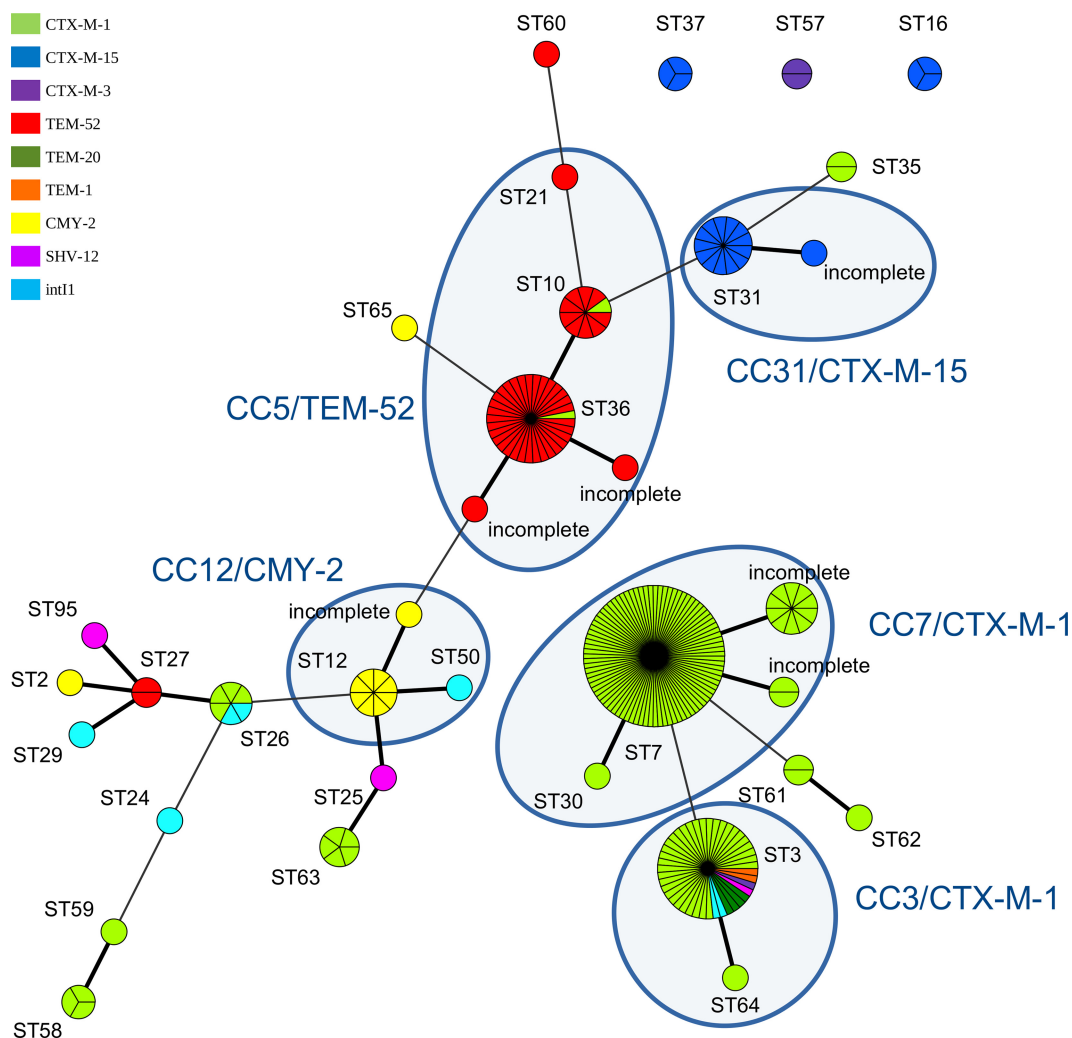 CTX-M-1
CTX-M-15
CTX-M-3
TEM-52
TEM-20
TEM-1
CMY-2
SHV-12
intI1
ST60
ST37
ST57
ST16
ST35
ST21
incomplete
ST10
ST31
ST65
CC31/CTX-M-15
CC5/TEM-52
ST36
incomplete
incomplete
CC12/CMY-2
incomplete
incomplete
ST95
CC7/CTX-M-1
ST27
ST12
ST50
incomplete
ST2
ST26
ST29
ST7
ST24
ST25
ST30
ST61
ST62
ST63
ST3
CC3/CTX-M-1
ST59
ST64
ST58